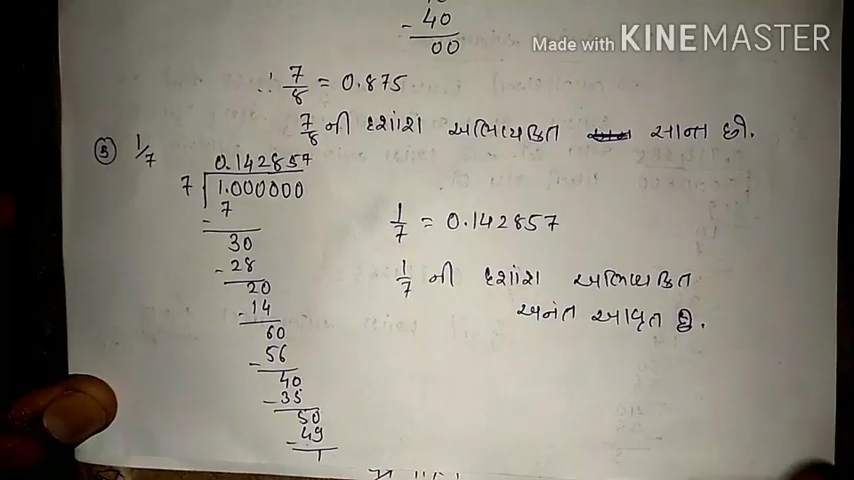 - 40
00
Made with KINEMASTER
∴ 7/8 = 0.875
7/8 ની દશાંશ અભિવ્યક્તિ સાન્ત છે.
③ 1/7
0.142857
7 1.000000
- 7
30
- 28
20
- 14
60
- 56
40
- 35
50
- 49
1
1/7 = 0.142857
1/7 ની દશાંશ અભિવ્યક્તિ
અનંત આવૃત છે.